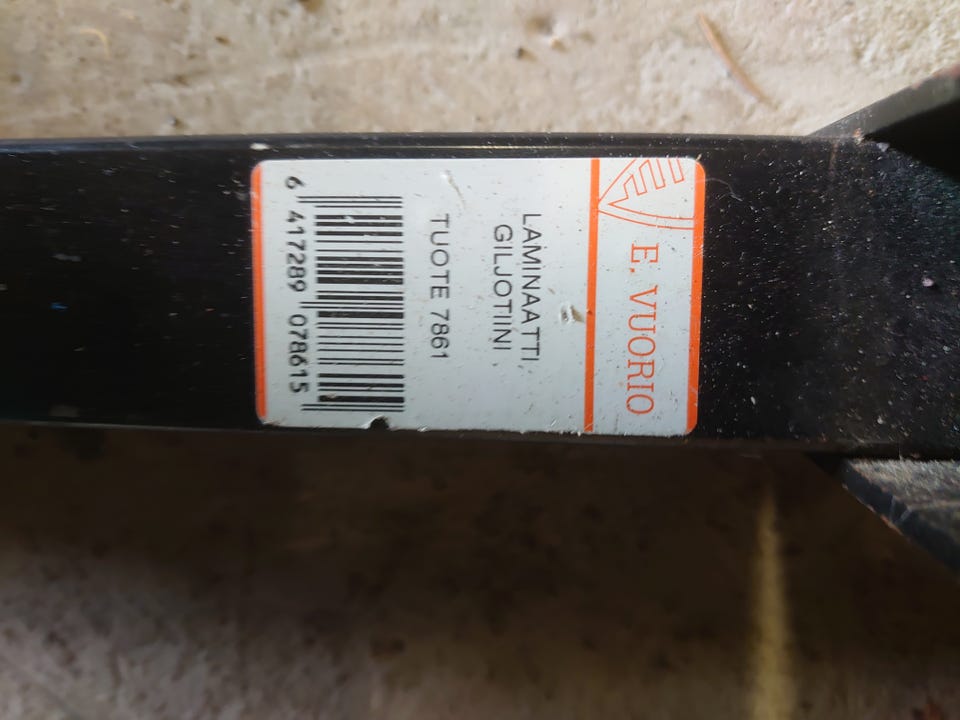 E. VUORIO
LAMINAATTI,
GILJOTIINI,
TUOTE 7861
6 417289 078615